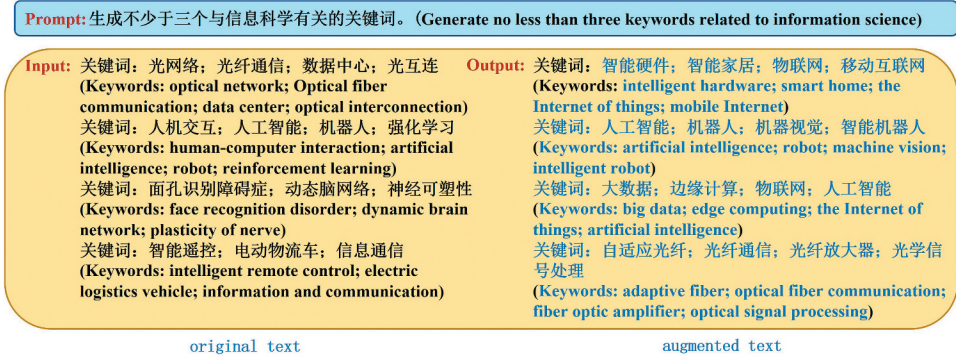 Prompt: 生成不少于三个与信息科学有关的关键词。(Generate no less than three keywords related to information science)
Input: 关键词：光网络；光纤通信；数据中心；光互连
(Keywords: optical network; Optical fiber
communication; data center; optical interconnection)
关键词：人机交互；人工智能；机器人；强化学习
(Keywords: human-computer interaction; artificial
intelligence; robot; reinforcement learning)
关键词：面孔识别障碍症；动态脑网络；神经可塑性
(Keywords: face recognition disorder; dynamic brain
network; plasticity of nerve)
关键词：智能遥控；电动物流车；信息通信
(Keywords: intelligent remote control; electric
logistics vehicle; information and communication)
original text
Output: 关键词：智能硬件；智能家居；物联网；移动互联网
(Keywords: intelligent hardware; smart home; the
Internet of things; mobile Internet)
关键词：人工智能；机器人；机器视觉；智能机器人
(Keywords: artificial intelligence; robot; machine vision;
intelligent robot)
关键词：大数据；边缘计算；物联网；人工智能
(Keywords: big data; edge computing; the Internet of
things; artificial intelligence)
关键词：自适应光纤；光纤通信；光纤放大器；光学信
号处理
(Keywords: adaptive fiber; optical fiber communication;
fiber optic amplifier; optical signal processing)
augmented text